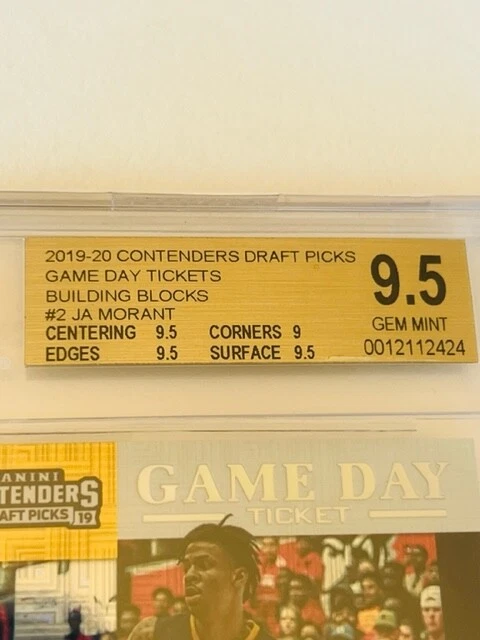 2019-20 CONTENDERS DRAFT PICKS
GAME DAY TICKETS
BUILDING BLOCKS
#2 JA MORANT
CENTERING 9.5 CORNERS 9
EDGES 9.5 SURFACE 9.5
9.5
GEM MINT
0012112424
ANINI
TENDERS
AFT PICKS 19
GAME DAY
TICKET